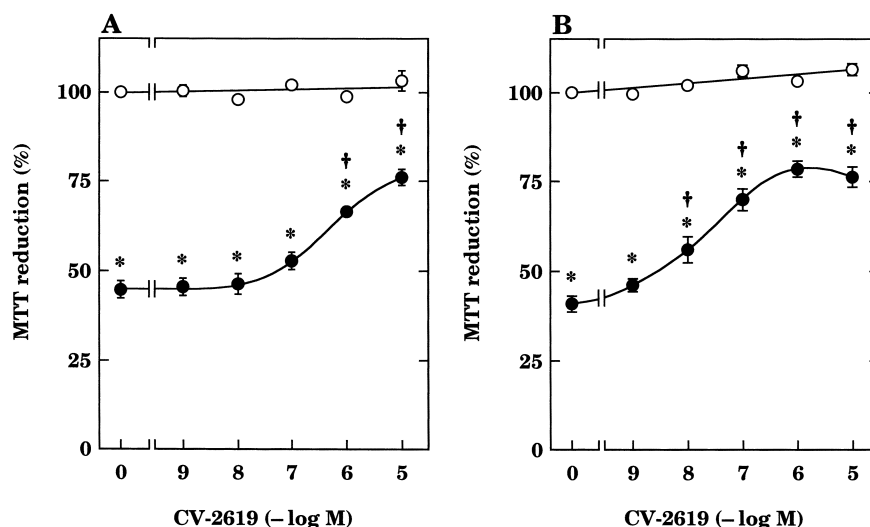 A
MTT reduction (%)
100
75
50
25
0
† †
* * * * * *
0 9 8 7 6 5
CV-2619 (– log M)
B
MTT reduction (%)
100
75
50
25
0
† † † †
* * * * * *
0 9 8 7 6 5
CV-2619 (– log M)